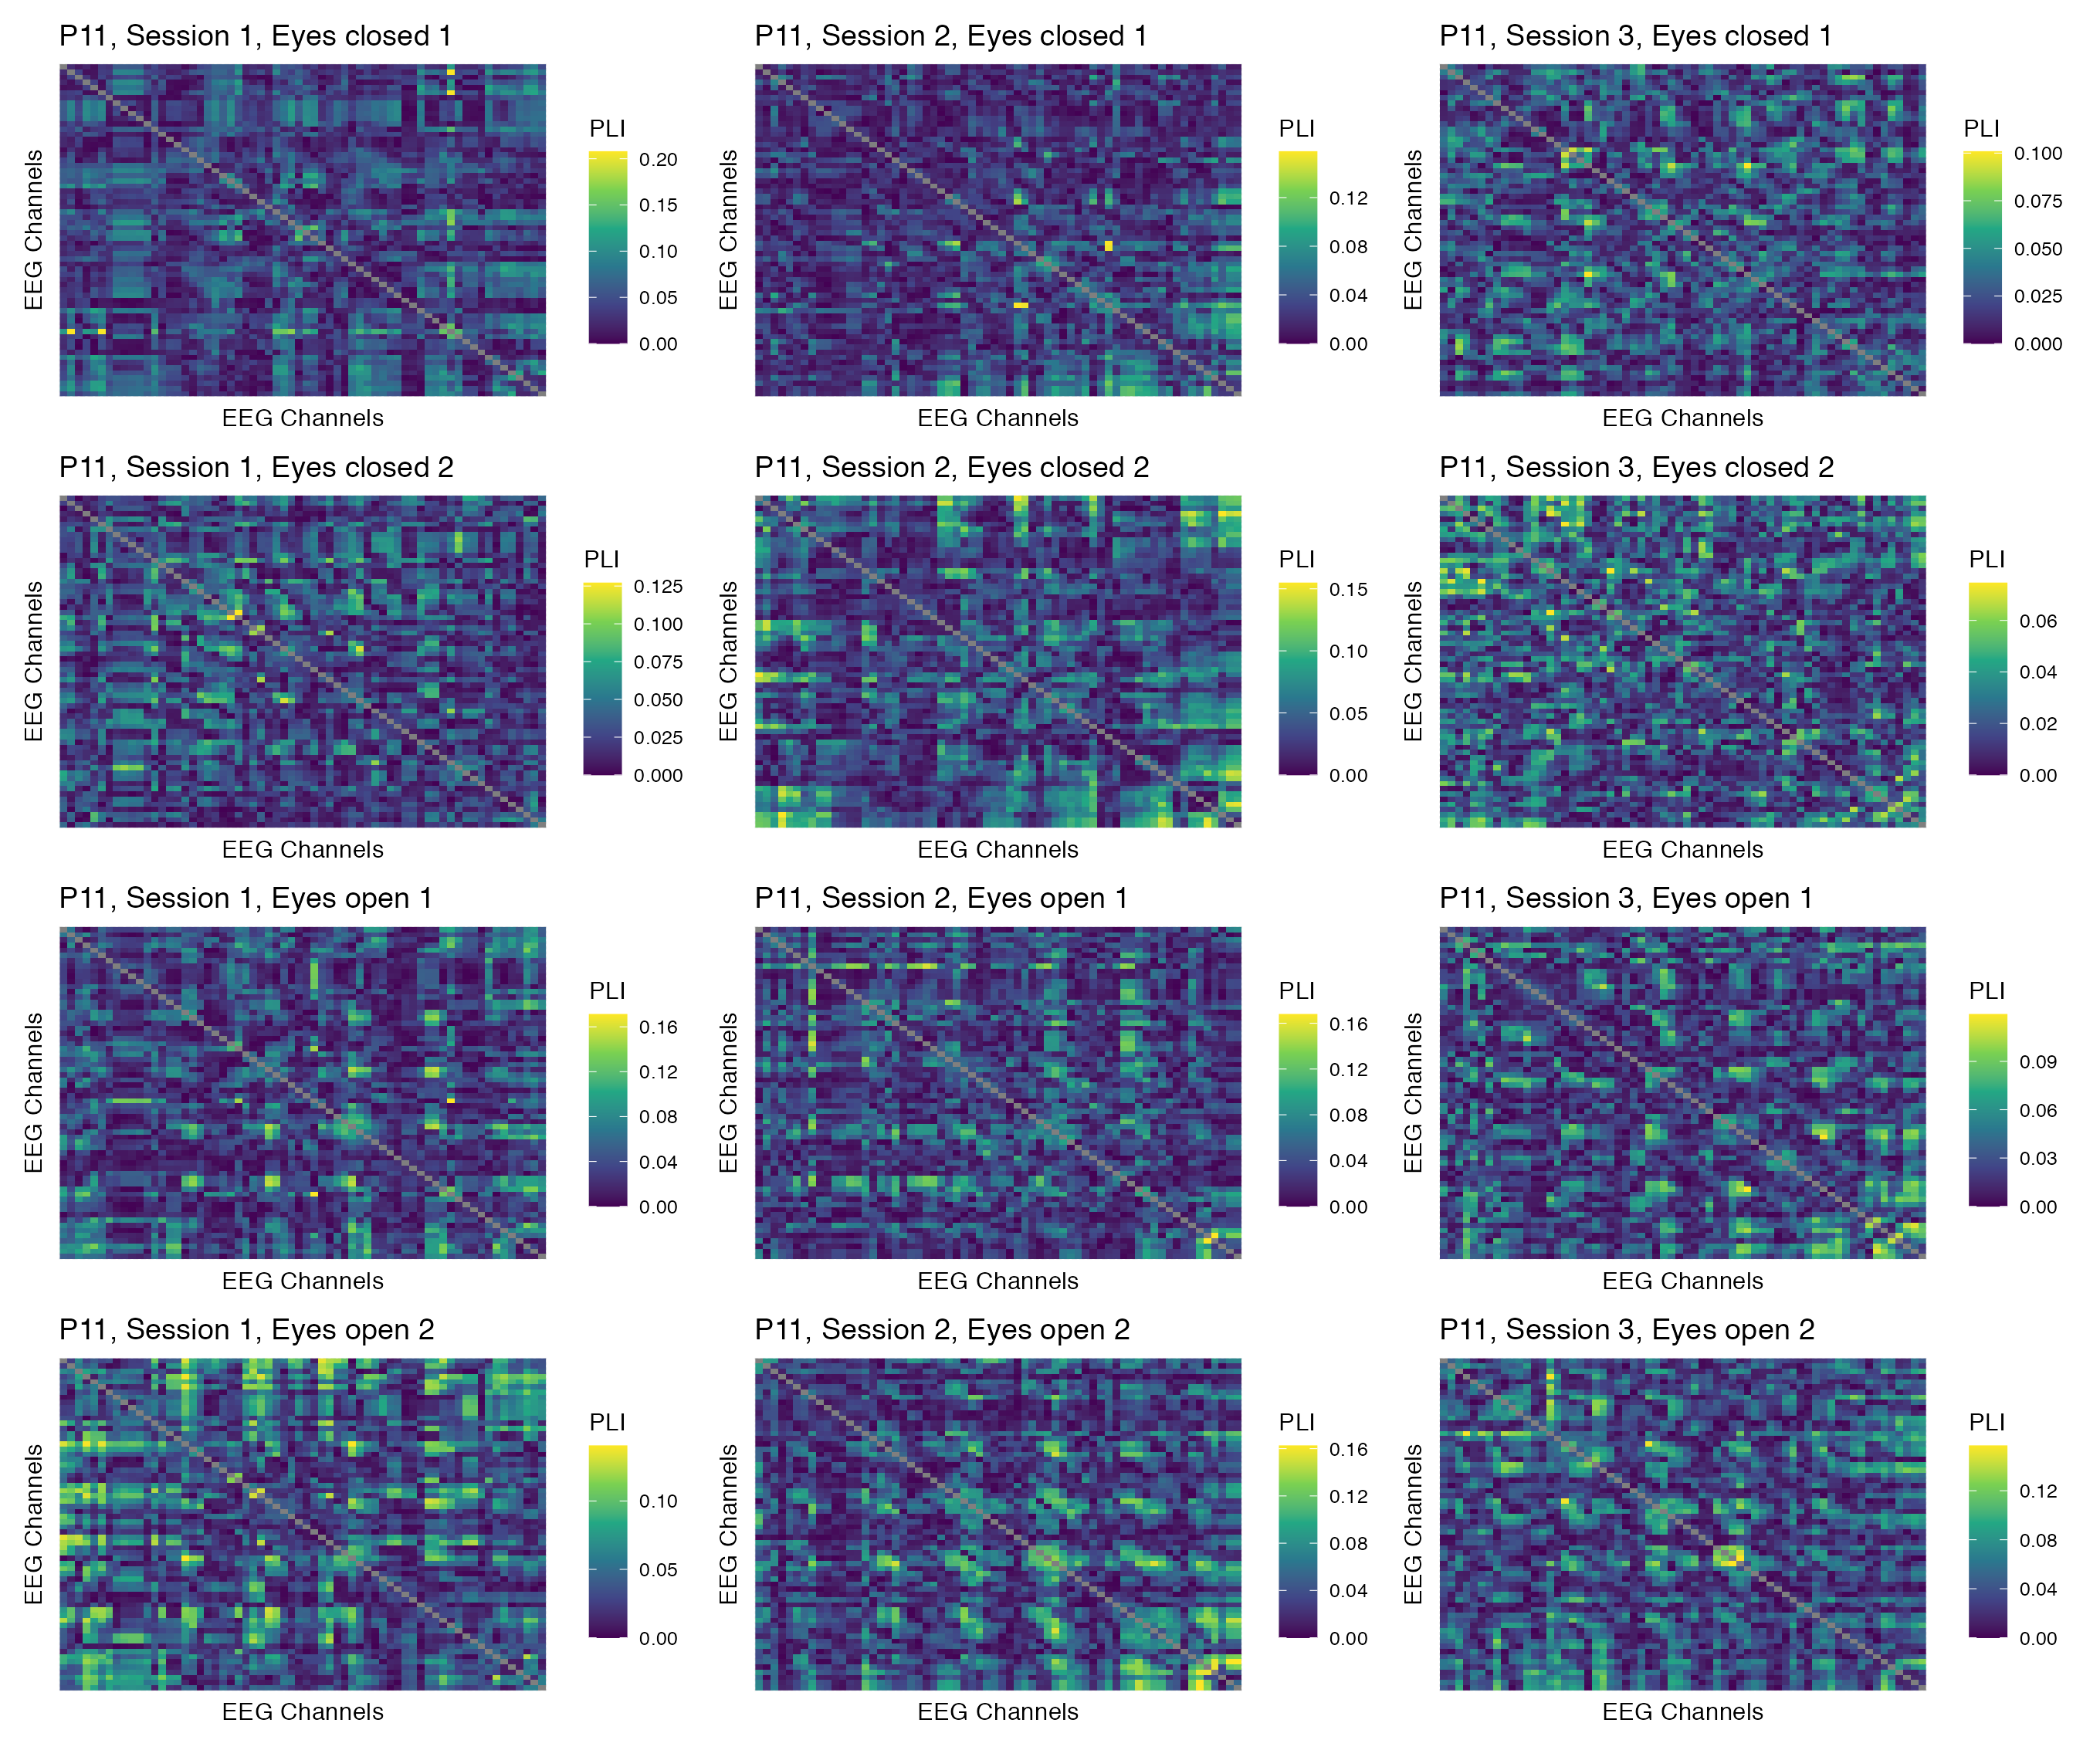 P11, Session 1, Eyes closed 1
P11, Session 2, Eyes closed 1
P11, Session 3, Eyes closed 1
EEG Channels
EEG Channels
PLI
0.20
0.15
0.10
0.05
0.00
EEG Channels
EEG Channels
PLI
0.12
0.08
0.04
0.00
EEG Channels
EEG Channels
PLI
0.100
0.075
0.050
0.025
0.000
P11, Session 1, Eyes closed 2
P11, Session 2, Eyes closed 2
P11, Session 3, Eyes closed 2
EEG Channels
EEG Channels
PLI
0.125
0.100
0.075
0.050
0.025
0.000
EEG Channels
EEG Channels
PLI
0.15
0.10
0.05
0.00
EEG Channels
EEG Channels
PLI
0.06
0.04
0.02
0.00
P11, Session 1, Eyes open 1
P11, Session 2, Eyes open 1
P11, Session 3, Eyes open 1
EEG Channels
EEG Channels
PLI
0.16
0.12
0.08
0.04
0.00
EEG Channels
EEG Channels
PLI
0.16
0.12
0.08
0.04
0.00
EEG Channels
EEG Channels
PLI
0.09
0.06
0.03
0.00
P11, Session 1, Eyes open 2
P11, Session 2, Eyes open 2
P11, Session 3, Eyes open 2
EEG Channels
EEG Channels
PLI
0.10
0.05
0.00
EEG Channels
EEG Channels
PLI
0.16
0.12
0.08
0.04
0.00
EEG Channels
EEG Channels
PLI
0.12
0.08
0.04
0.00